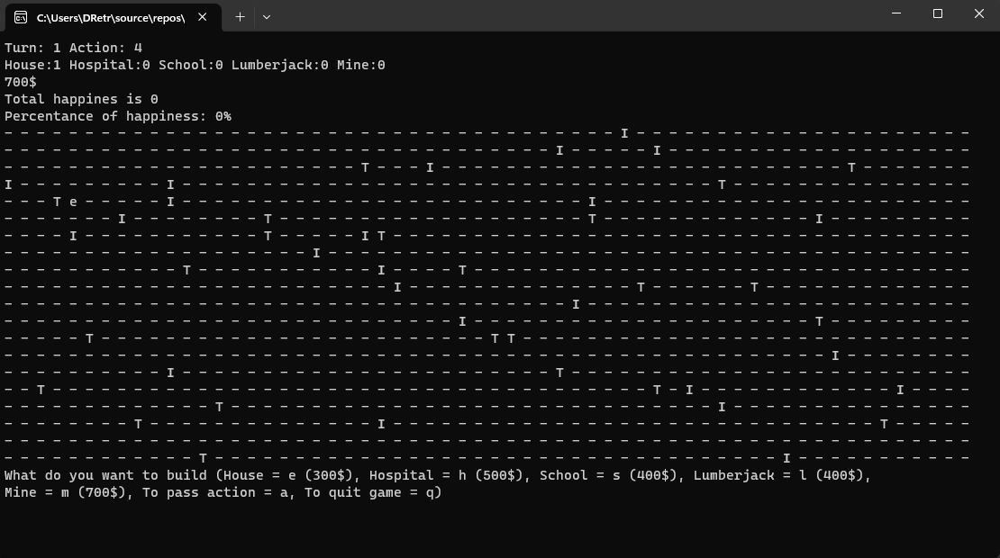 C:\Users\DRetr\source\repos\
Turn: 1 Action: 4
House:1 Hospital:0 School:0 Lumberjack:0 Mine:0
700$
Total happines is 0
Percentance of happiness: 0%
- - - - - - - - - - - - - - - - - - - - - - - - - - - - - - - - - - - - - - I - - - - - - - - - - - - - - - - - - - - -
- - - - - - - - - - - - - - - - - - - - - - - - - - - - - - - - - - I - - - - - I - - - - - - - - - - - - - - - - - - -
- - - - - - - - - - - - - - - - - - - - - - T - - - I - - - - - - - - - - - - - - - - - - - - - - - - - T - - - - - - -
I - - - - - - - - - I - - - - - - - - - - - - - - - - - - - - - - - - - - - - - - - - - T - - - - - - - - - - - - - - -
- - - T e - - - - - I - - - - - - - - - - - - - - - - - - - - - - - - - I - - - - - - - - - - - - - - - - - - - - - - -
- - - - - - - I - - - - - - - - T - - - - - - - - - - - - - - - - - - - T - - - - - - - - - - - - - I - - - - - - - - -
- - - - I - - - - - - - - - - - T - - - - - I T - - - - - - - - - - - - - - - - - - - - - - - - - - - - - - - - - - - -
- - - - - - - - - - - - - - - - - - - I - - - - - - - - - - - - - - - - - - - - - - - - - - - - - - - - - - - - - - - -
- - - - - - - - - - - T - - - - - - - - - - - I - - - - T - - - - - - - - - - - - - - - - - - - - - - - - - - - - - - -
- - - - - - - - - - - - - - - - - - - - - - - - I - - - - - - - - - - - - - - T - - - - - - T - - - - - - - - - - - - -
- - - - - - - - - - - - - - - - - - - - - - - - - - - - - - - - - - - I - - - - - - - - - - - - - - - - - - - - - - - -
- - - - - - - - - - - - - - - - - - - - - - - - - - - - I - - - - - - - - - - - - - - - - - - - - - T - - - - - - - - -
- - - - - T - - - - - - - - - - - - - - - - - - - - - - - - T T - - - - - - - - - - - - - - - - - - - - - - - - - - - -
- - - - - - - - - - - - - - - - - - - - - - - - - - - - - - - - - - - - - - - - - - - - - - - - - - - I - - - - - - - -
- - - - - - - - - - I - - - - - - - - - - - - - - - - - - - - - - - T - - - - - - - - - - - - - - - - - - - - - - - - -
- - T - - - - - - - - - - - - - - - - - - - - - - - - - - - - - - - - - - - - - T - I - - - - - - - - - - - - I - - - -
- - - - - - - - - - - - - T - - - - - - - - - - - - - - - - - - - - - - - - - - - - - - I - - - - - - - - - - - - - - -
- - - - - - - - T - - - - - - - - - - - - - - I - - - - - - - - - - - - - - - - - - - - - - - - - - - - - - T - - - - -
- - - - - - - - - - - - - - - - - - - - - - - - - - - - - - - - - - - - - - - - - - - - - - - - - - - - - - - - - - - -
- - - - - - - - - - - - T - - - - - - - - - - - - - - - - - - - - - - - - - - - - - - - - - - - I - - - - - - - - - - -
What do you want to build (House = e (300$), Hospital = h (500$), School = s (400$), Lumberjack = l (400$),
Mine = m (700$), To pass action = a, To quit game = q)